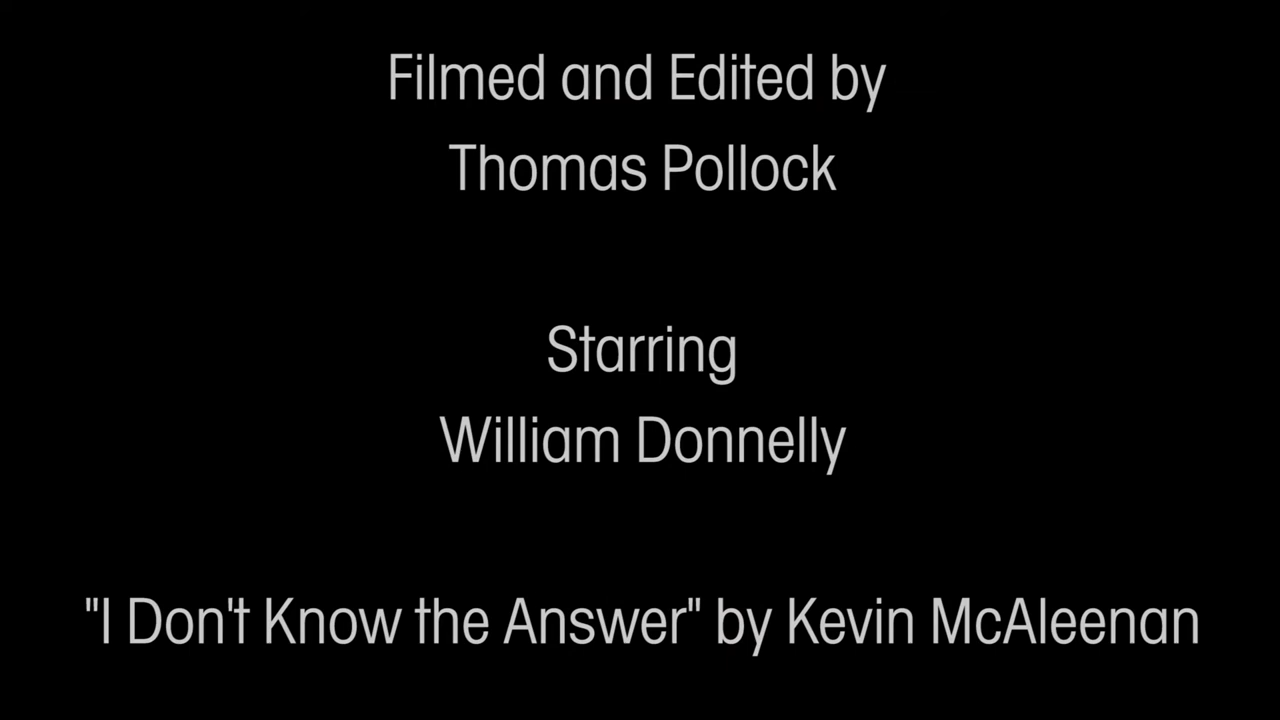 Filmed and Edited by
Thomas Pollock
Starring
William Donnelly
"I Don't Know the Answer" by Kevin McAleenan